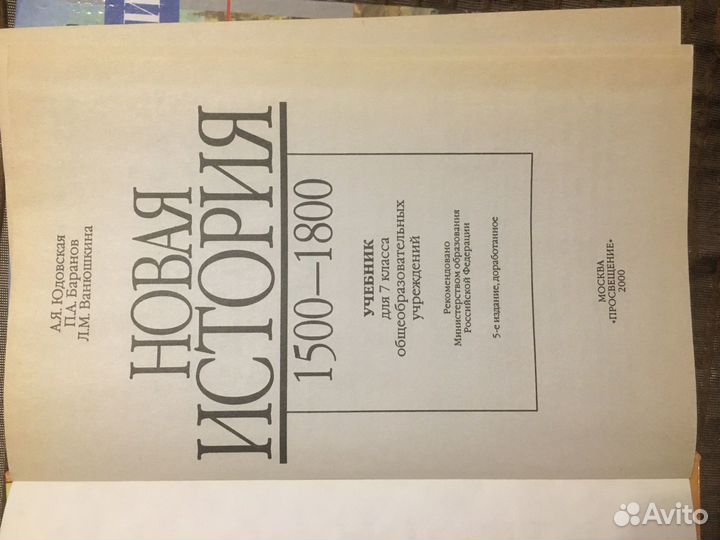 А.Я. Юдовская
П.А. Баранов
Л.М. Ванюшкина
НОВАЯ
ИСТОРИЯ
1500—1800
УЧЕБНИК
для 7 класса
общеобразовательных
учреждений
Рекомендовано
Министерством образования
Российской Федерации
5-е издание, доработанное
МОСКВА
«ПРОСВЕЩЕНИЕ»
2000
Avito